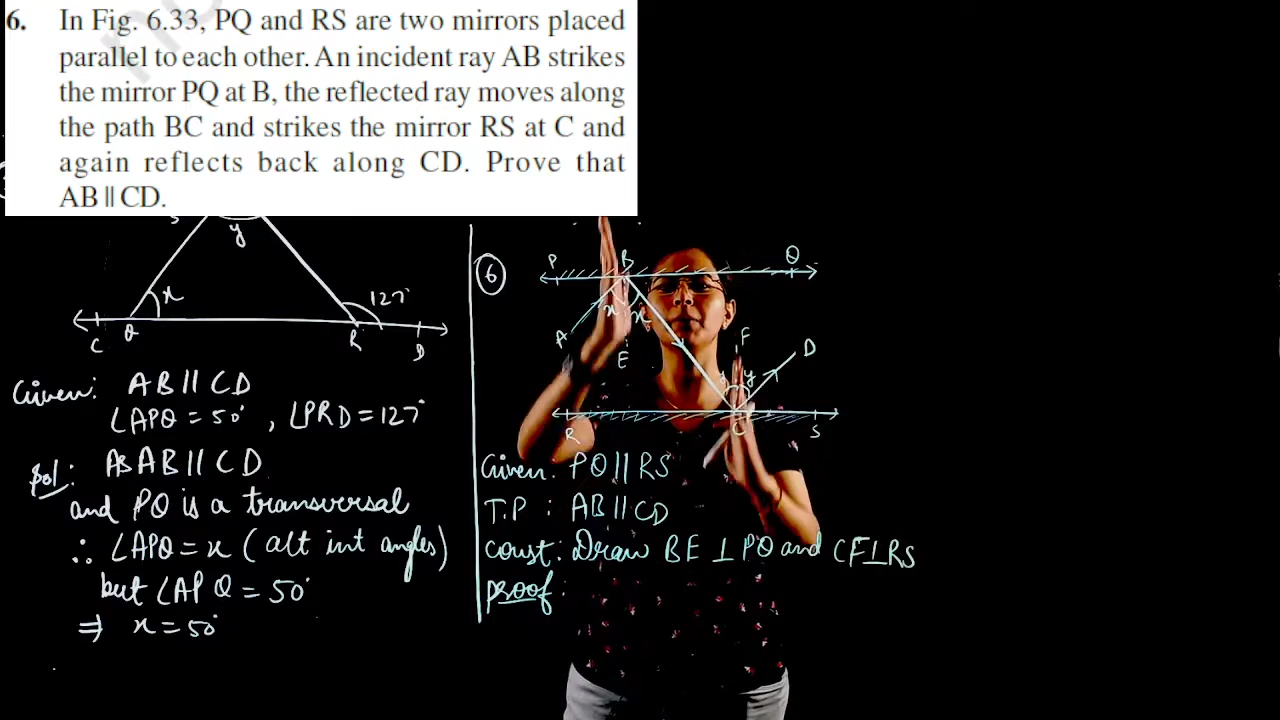 6. In Fig. 6.33, PQ and RS are two mirrors placed
parallel to each other. An incident ray AB strikes
the mirror PQ at B, the reflected ray moves along
the path BC and strikes the mirror RS at C and
again reflects back along CD. Prove that
AB || CD.
y
x
127°
C Q R D
Given: AB || CD
∠APQ = 50° , ∠PRD = 127°
Sol: As AB || CD
and PQ is a transversal
∴ ∠APQ = x (alt int angles)
but ∠APQ = 50°
⇒ x = 50°
6
P B Q
x x
A E F D
y y
R C S
Given: PQ || RS
T.P : AB || CD
Const: Draw BE ⊥ PQ and CF ⊥ RS
Proof: